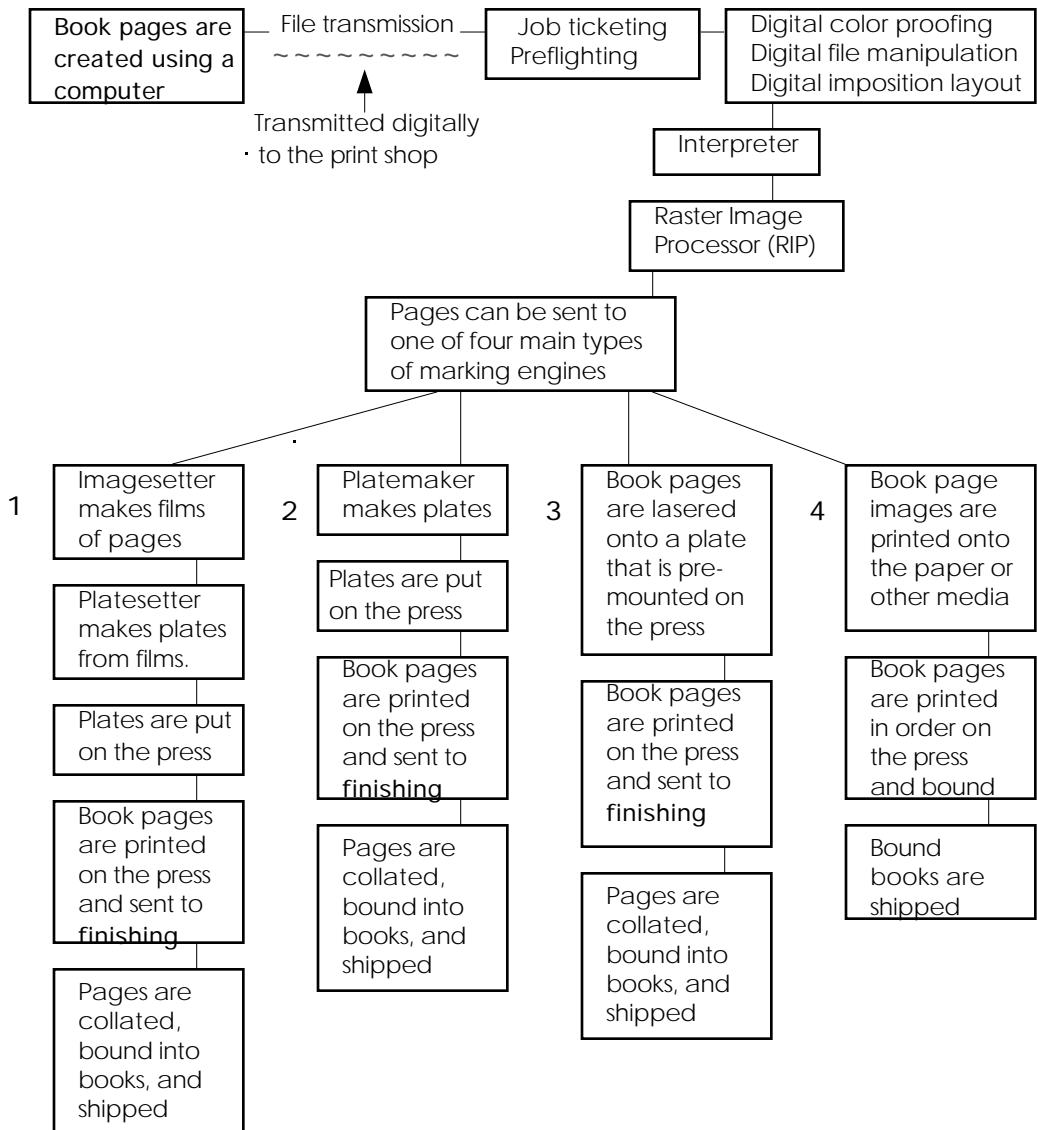 Book pages are
created using a
computer
File transmission
~ ~ ~ ~ ~ ~ ~ ~ ~
Transmitted digitally
to the print shop
Job ticketing
Preflighting
Digital color proofing
Digital file manipulation
Digital imposition layout
Interpreter
Raster Image
Processor (RIP)
Pages can be sent to
one of four main types
of marking engines
1
Imagesetter
makes films
of pages
Platesetter
makes plates
from films.
Plates are put
on the press
Book pages
are printed
on the press
and sent to
finishing
Pages are
collated,
bound into
books, and
shipped
2
Platemaker
makes plates
Plates are put
on the press
Book pages
are printed
on the press
and sent to
finishing
Pages are
collated,
bound into
books, and
shipped
3
Book pages
are lasered
onto a plate
that is pre-
mounted on
the press
Book pages
are printed
on the press
and sent to
finishing
Pages are
collated,
bound into
books, and
shipped
4
Book page
images are
printed onto
the paper or
other media
Book pages
are printed
in order on
the press
and bound
Bound
books are
shipped